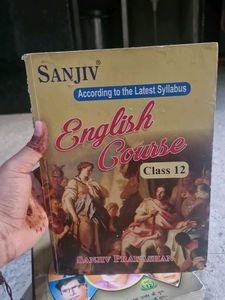 SANJIV®
According to the Latest Syllabus
English
Course
Class 12
SANJIV PRAKASHAN